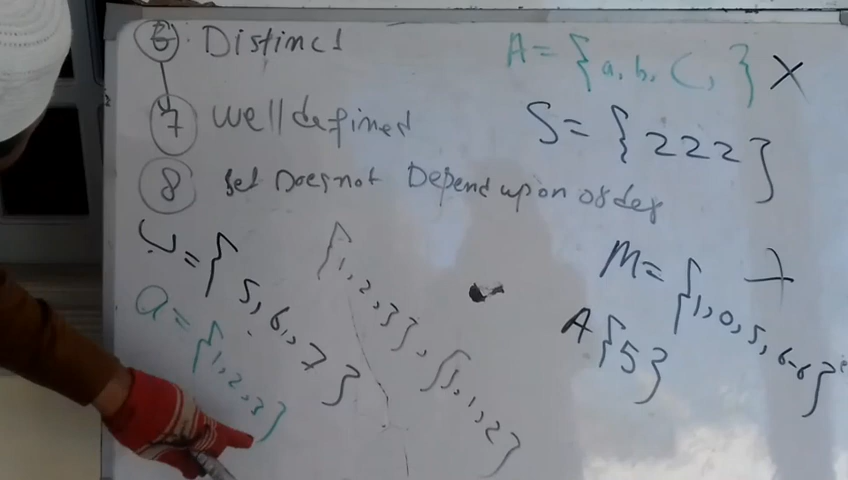 6 Distinct
A = {a, b, C, } X
7 well defined
S = {222}
8 Set Does not Depend upon order
U = {5, 6, 7}
{1, 2, 3}, {1, 1, 2}
M = {1, 0, 5, 6-6}
a = {1, 2, 3}
A {5}